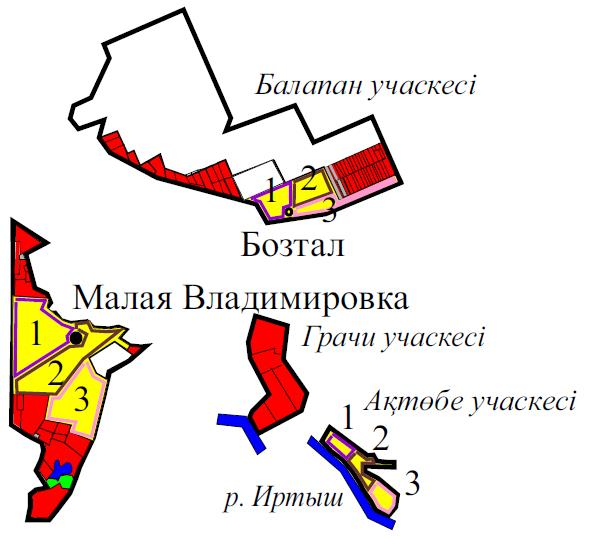 Балапан учаскесі
1
2
3
Бозтал
Малая Владимировка
1
2
3
Грачи учаскесі
Ақтөбе учаскесі
1
2
3
р. Иртыш